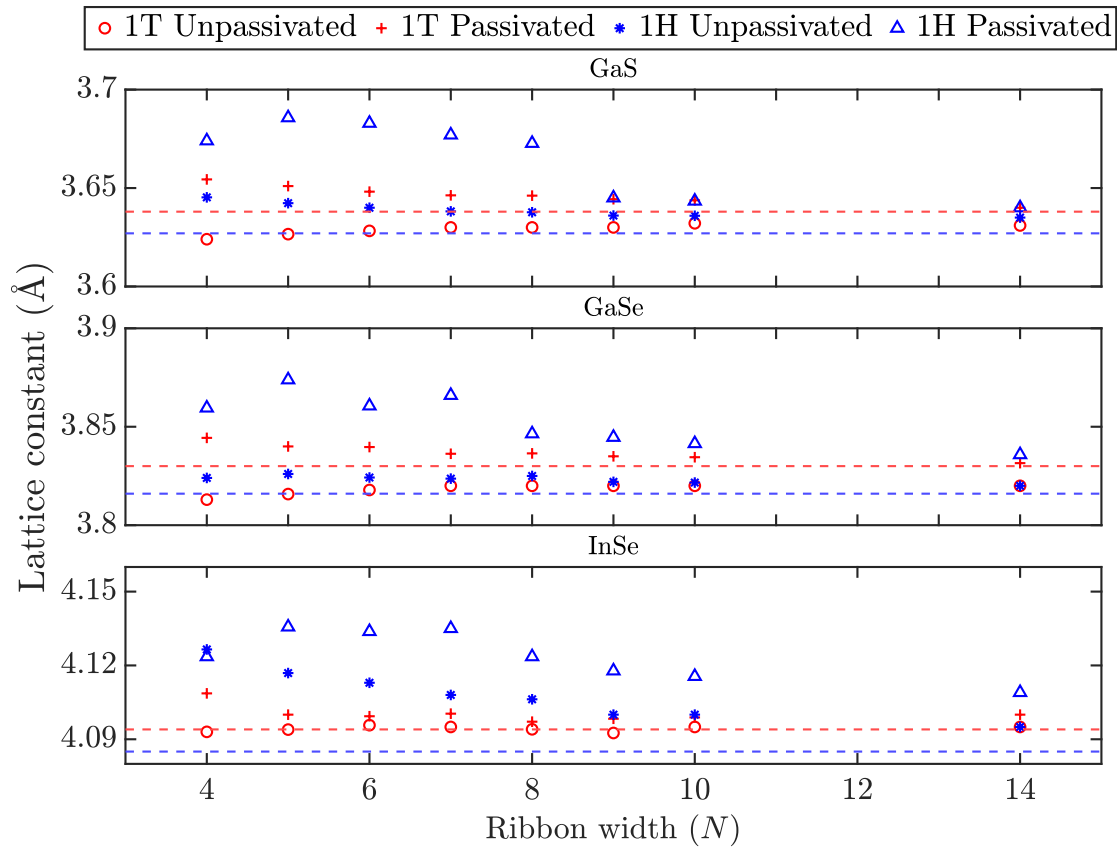 1T Unpassivated 1T Passivated 1H Unpassivated 1H Passivated
GaS
3.7
3.65
3.6
GaSe
3.9
3.85
3.8
InSe
4.15
4.12
4.09
4 6 8 10 12 14
Lattice constant (Å)
Ribbon width (N)